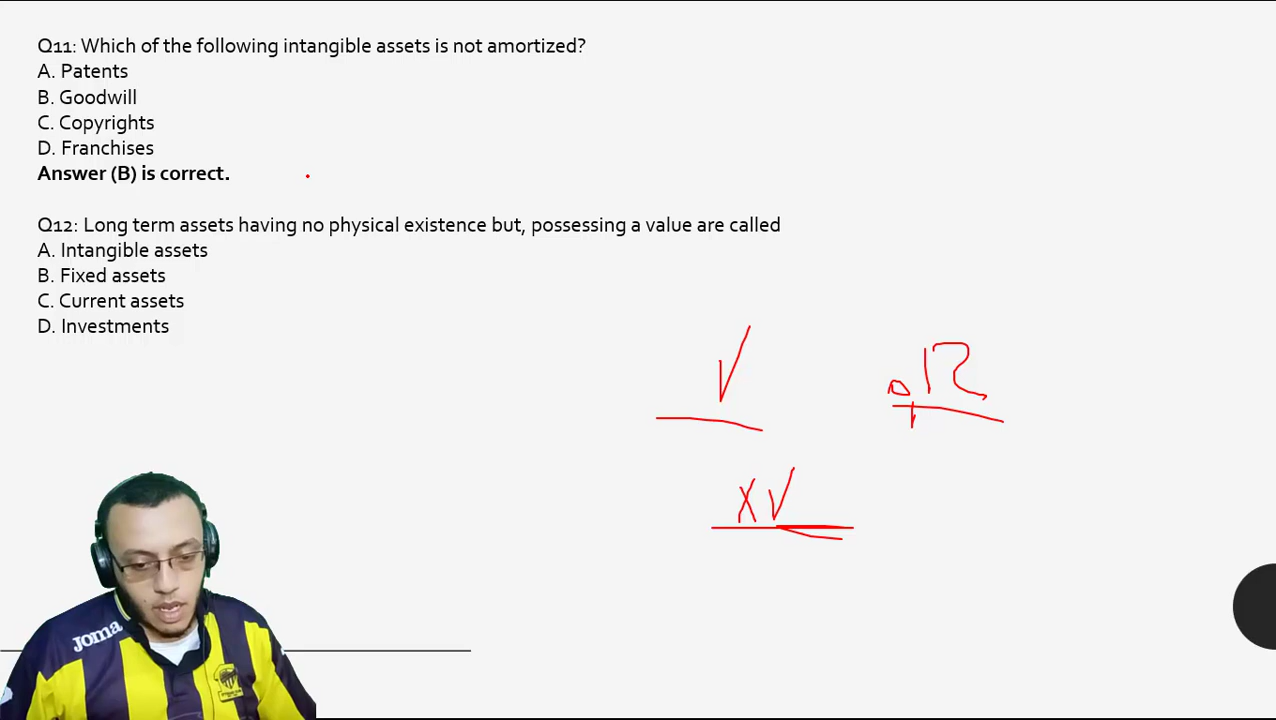 Q11: Which of the following intangible assets is not amortized?
A. Patents
B. Goodwill
C. Copyrights
D. Franchises
Answer (B) is correct.
Q12: Long term assets having no physical existence but, possessing a value are called
A. Intangible assets
B. Fixed assets
C. Current assets
D. Investments
Joma